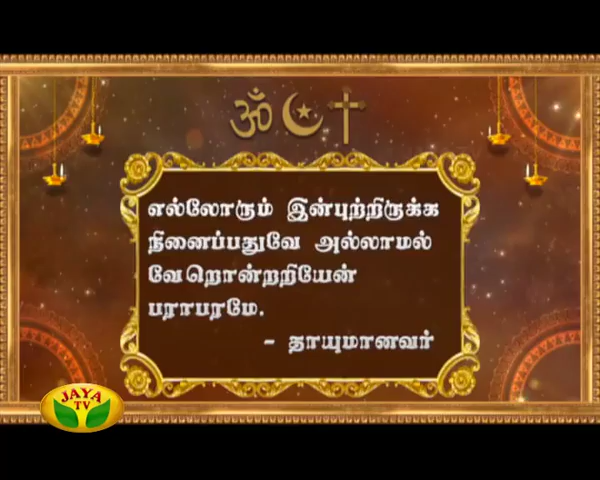 ௐ
எல்லோரும் இன்புற்றிருக்க
நினைப்பதுவே அல்லாமல்
வேறொன்றறியேன்
பராபரமே.
- தாயுமானவர்
JAYA
TV